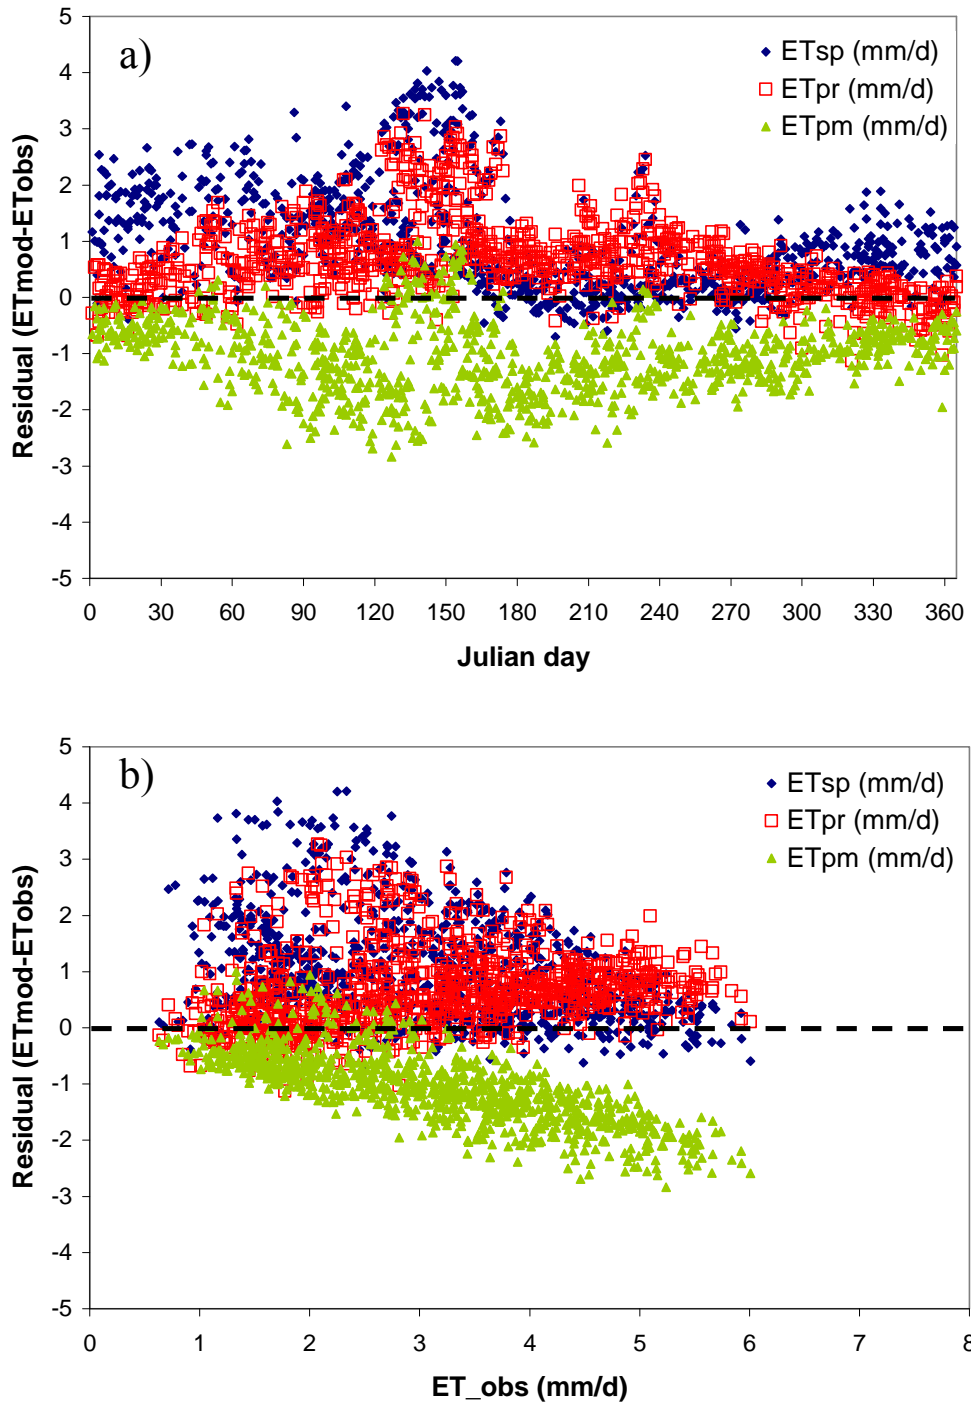 a)
ETsp (mm/d)
ETpr (mm/d)
ETpm (mm/d)
Residual (ETmod-ETobs)
5
4
3
2
1
0
-1
-2
-3
-4
-5
0 30 60 90 120 150 180 210 240 270 300 330 360
Julian day
b)
ETsp (mm/d)
ETpr (mm/d)
ETpm (mm/d)
Residual (ETmod-ETobs)
5
4
3
2
1
0
-1
-2
-3
-4
-5
0 1 2 3 4 5 6 7 8
ET_obs (mm/d)